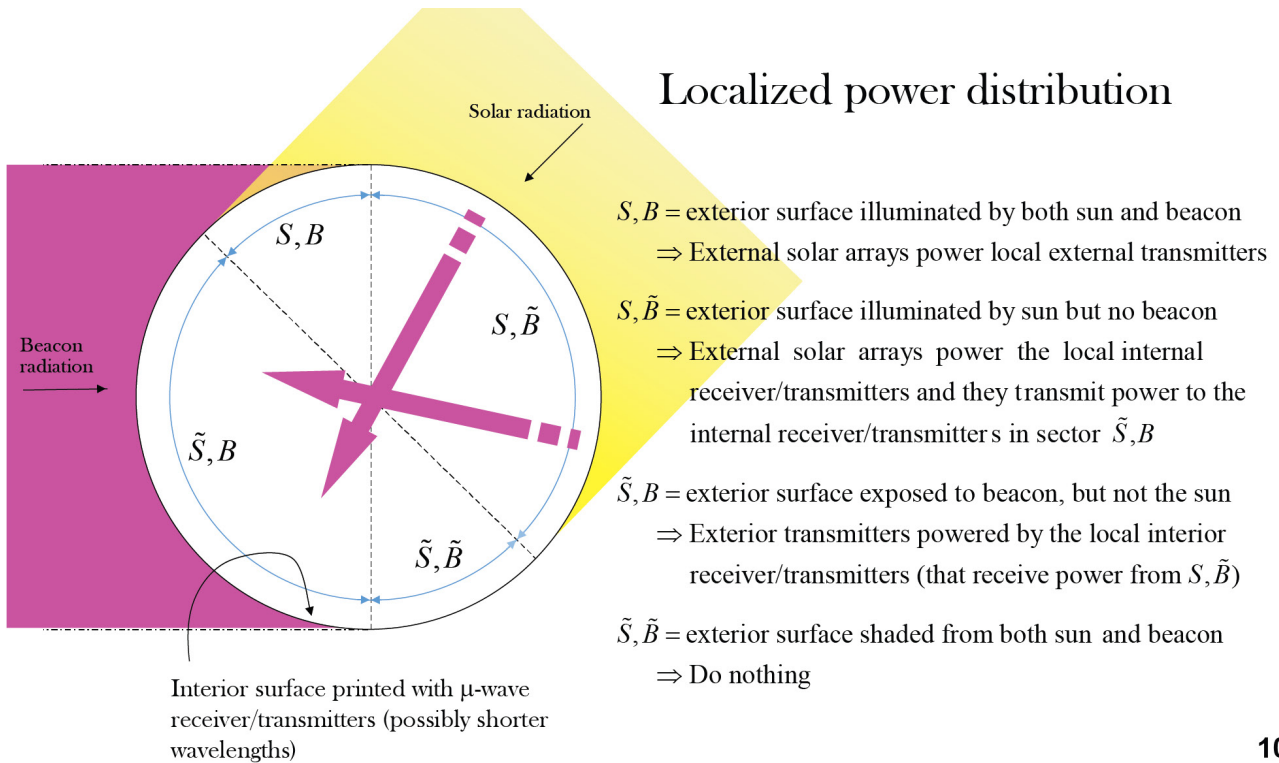 Localized power distribution
Solar radiation
S, B
S, B̃
Beacon
radiation
S̃, B
S̃, B̃
Interior surface printed with μ-wave
receiver/transmitters (possibly shorter
wavelengths)
S, B = exterior surface illuminated by both sun and beacon
⇒ External solar arrays power local external transmitters
S, B̃ = exterior surface illuminated by sun but no beacon
⇒ External solar arrays power the local internal
receiver/transmitters and they transmit power to the
internal receiver/transmitters in sector S̃, B
S̃, B = exterior surface exposed to beacon, but not the sun
⇒ Exterior transmitters powered by the local interior
receiver/transmitters (that receive power from S, B̃)
S̃, B̃ = exterior surface shaded from both sun and beacon
⇒ Do nothing
10